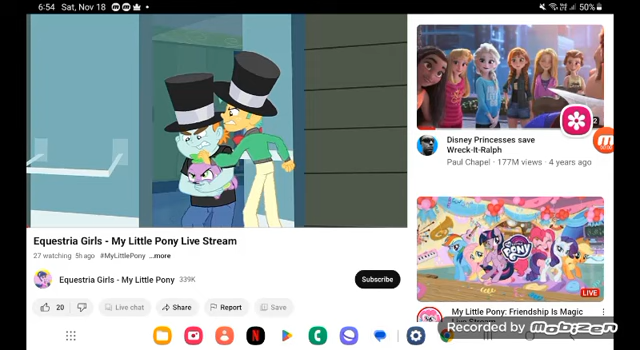 6:54 Sat, Nov 18
50%
Equestria Girls - My Little Pony Live Stream
27 watching 5h ago #MyLittlePony ...more
Equestria Girls - My Little Pony 339K
Subscribe
20
Live chat
Share
Report
Save
Disney Princesses save
Wreck-It-Ralph
Paul Chapel • 177M views • 4 years ago
LIVE
My Little Pony: Friendship Is Magic
Recorded by Mobizen